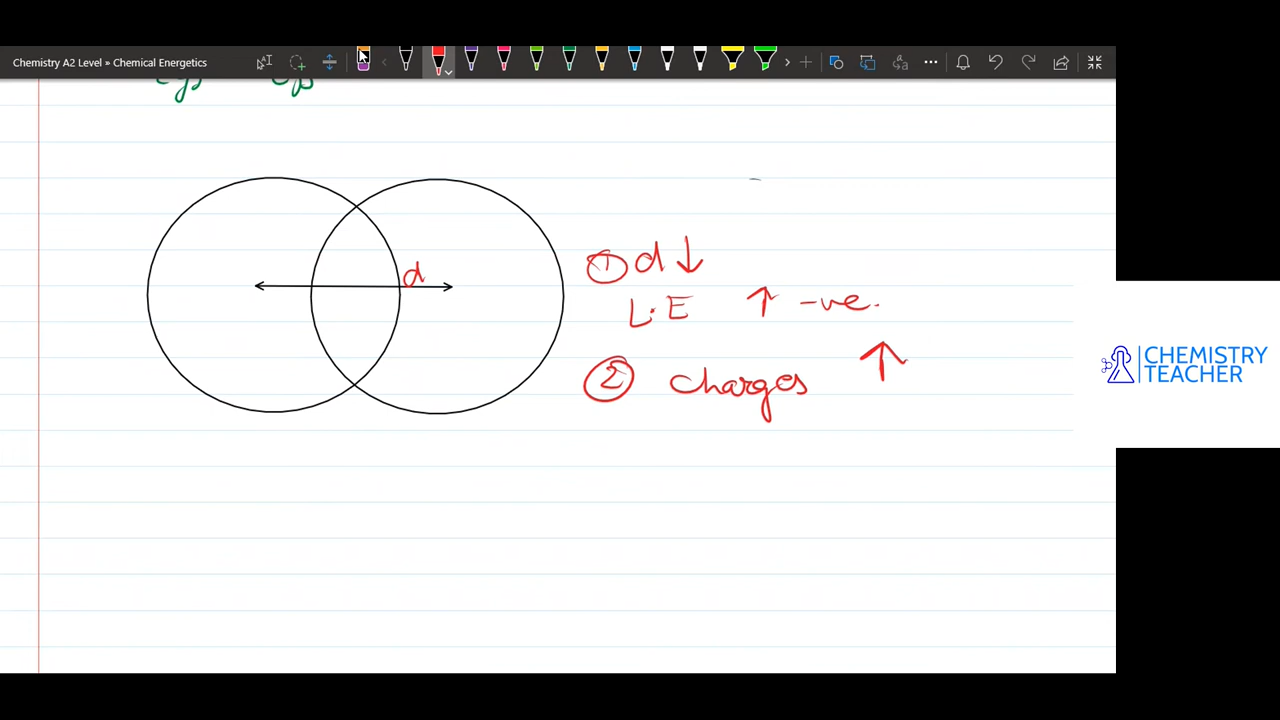 Chemistry A2 Level » Chemical Energetics
d
① d ↓
L.E ↑ -ve.
② charges ↑
CHEMISTRY
TEACHER